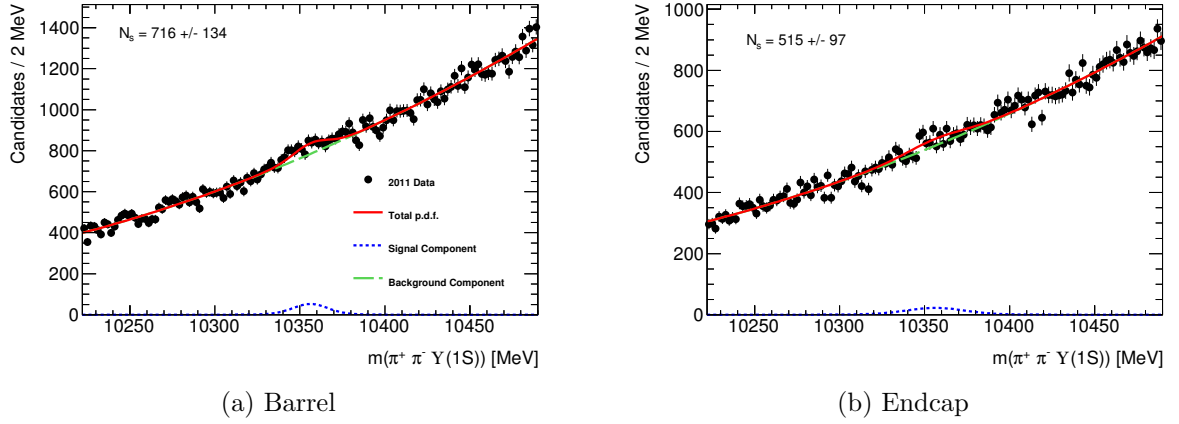 Candidates / 2 MeV
N_s = 716 +/- 134
1400
1200
1000
800
600
400
200
0
2011 Data
Total p.d.f.
Signal Component
Background Component
10250 10300 10350 10400 10450
m(π⁺ π⁻ ϒ(1S)) [MeV]
(a) Barrel
Candidates / 2 MeV
N_s = 515 +/- 97
1000
800
600
400
200
0
10250 10300 10350 10400 10450
m(π⁺ π⁻ ϒ(1S)) [MeV]
(b) Endcap